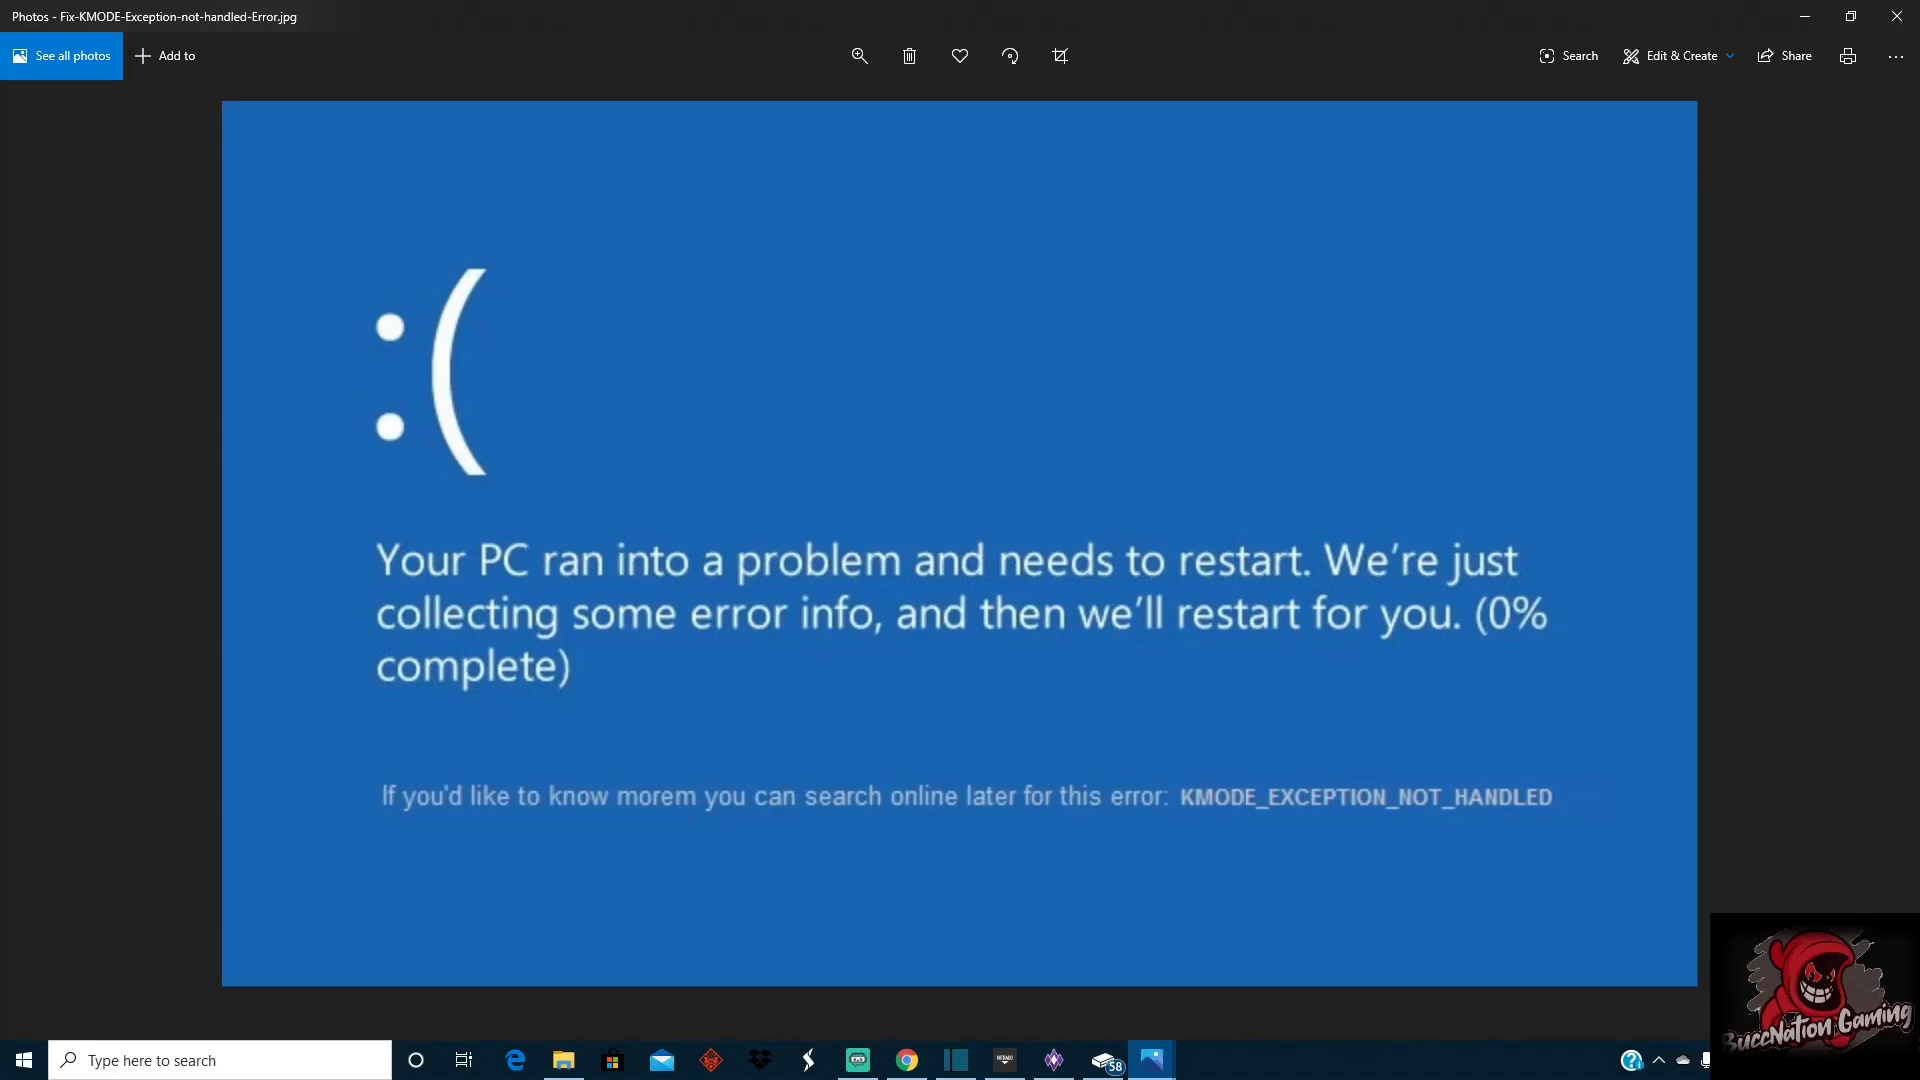 Photos - Fix-KMODE-Exception-not-handled-Error.jpg
See all photos
Add to
Search
Edit & Create
Share
:(
Your PC ran into a problem and needs to restart. We're just
collecting some error info, and then we'll restart for you. (0%
complete)
If you'd like to know morem you can search online later for this error: KMODE_EXCEPTION_NOT_HANDLED
BuccNation Gaming
Type here to search
NITRADO
58